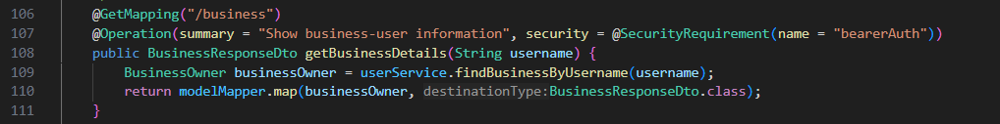 106 @GetMapping("/business")
107 @Operation(summary = "Show business-user information", security = @SecurityRequirement(name = "bearerAuth"))
108 public BusinessResponseDto getBusinessDetails(String username) {
109 BusinessOwner businessOwner = userService.findBusinessByUsername(username);
110 return modelMapper.map(businessOwner, destinationType:BusinessResponseDto.class);
111 }